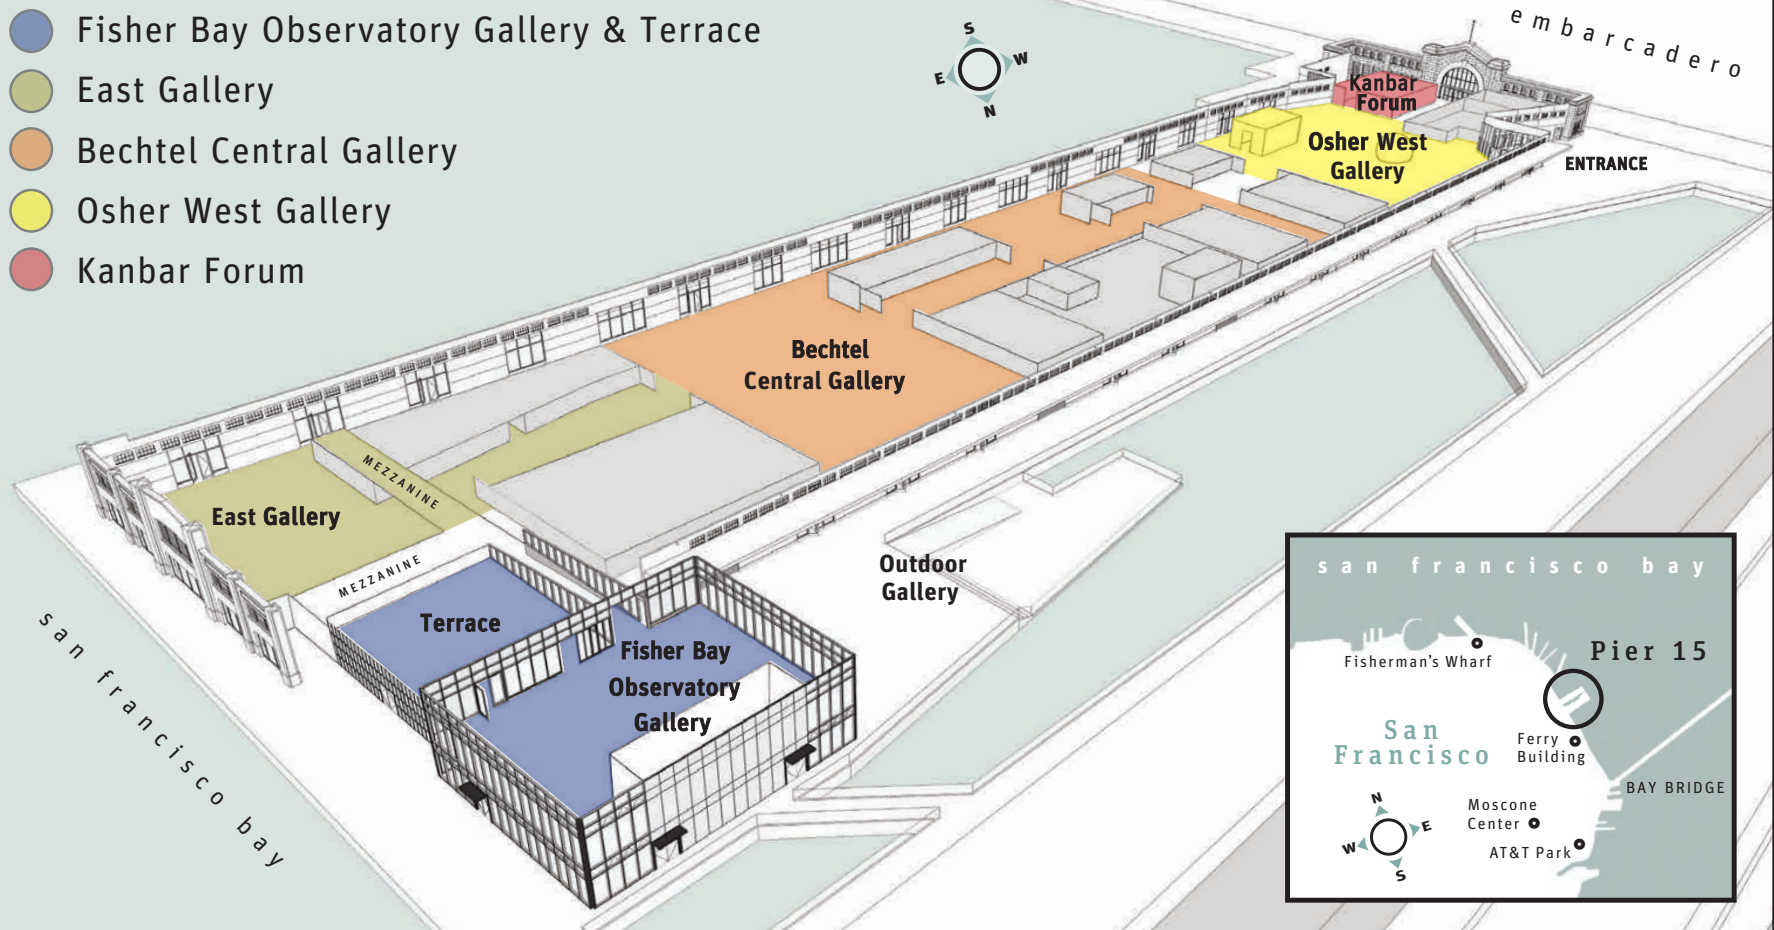 Fisher Bay Observatory Gallery & Terrace
East Gallery
Bechtel Central Gallery
Osher West Gallery
Kanbar Forum
S
W
E
N
embarcadero
Kanbar
Forum
Osher West
Gallery
ENTRANCE
Bechtel
Central Gallery
MEZZANINE
East Gallery
MEZZANINE
Terrace
Fisher Bay
Observatory
Gallery
Outdoor
Gallery
san francisco bay
san francisco bay
Pier 15
Fisherman's Wharf
San
Francisco
Ferry
Building
BAY BRIDGE
Moscone
Center
AT&T Park
N
E
W
S